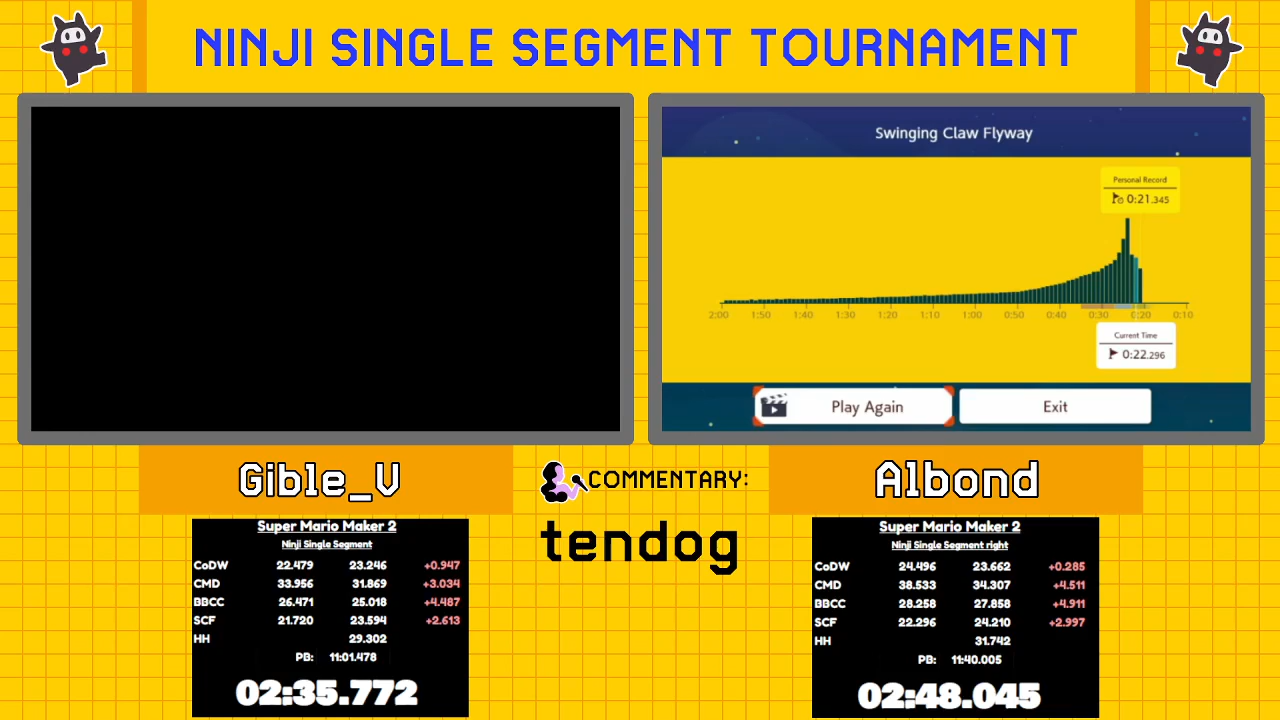 NINJI SINGLE SEGMENT TOURNAMENT
Swinging Claw Flyway
Personal Record
0:21.345
2:00 1:50 1:40 1:30 1:20 1:10 1:00 0:50 0:40 0:30 0:20 0:10
Current Time
0:22.296
Play Again
Exit
Gible_V
COMMENTARY:
tendog
Albond
Super Mario Maker 2
Ninji Single Segment
CoDW 22.479 23.246 +0.947
CMD 33.956 31.869 +3.034
BBCC 26.471 25.018 +4.487
SCF 21.720 23.594 +2.613
HH 29.302
PB: 11:01.478
02:35.772
Super Mario Maker 2
Ninji Single Segment right
CoDW 24.496 23.662 +0.285
CMD 38.533 34.307 +4.511
BBCC 28.258 27.858 +4.911
SCF 22.296 24.210 +2.997
HH 31.742
PB: 11:40.005
02:48.045